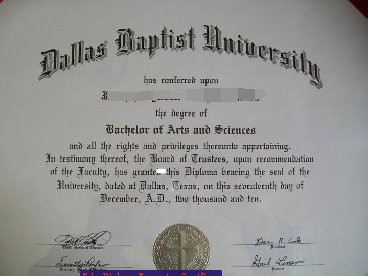 Dallas Baptist University
has conferred upon
the degree of
Bachelor of Arts and Sciences
and all the rights and privileges thereunto appertaining.
In testimony thereof, the Board of Trustees, upon recommendation
of the Faculty, has granted this Diploma bearing the seal of the
University, dated at Dallas, Texas, on this seventeenth day of
December, A.D., two thousand and ten.